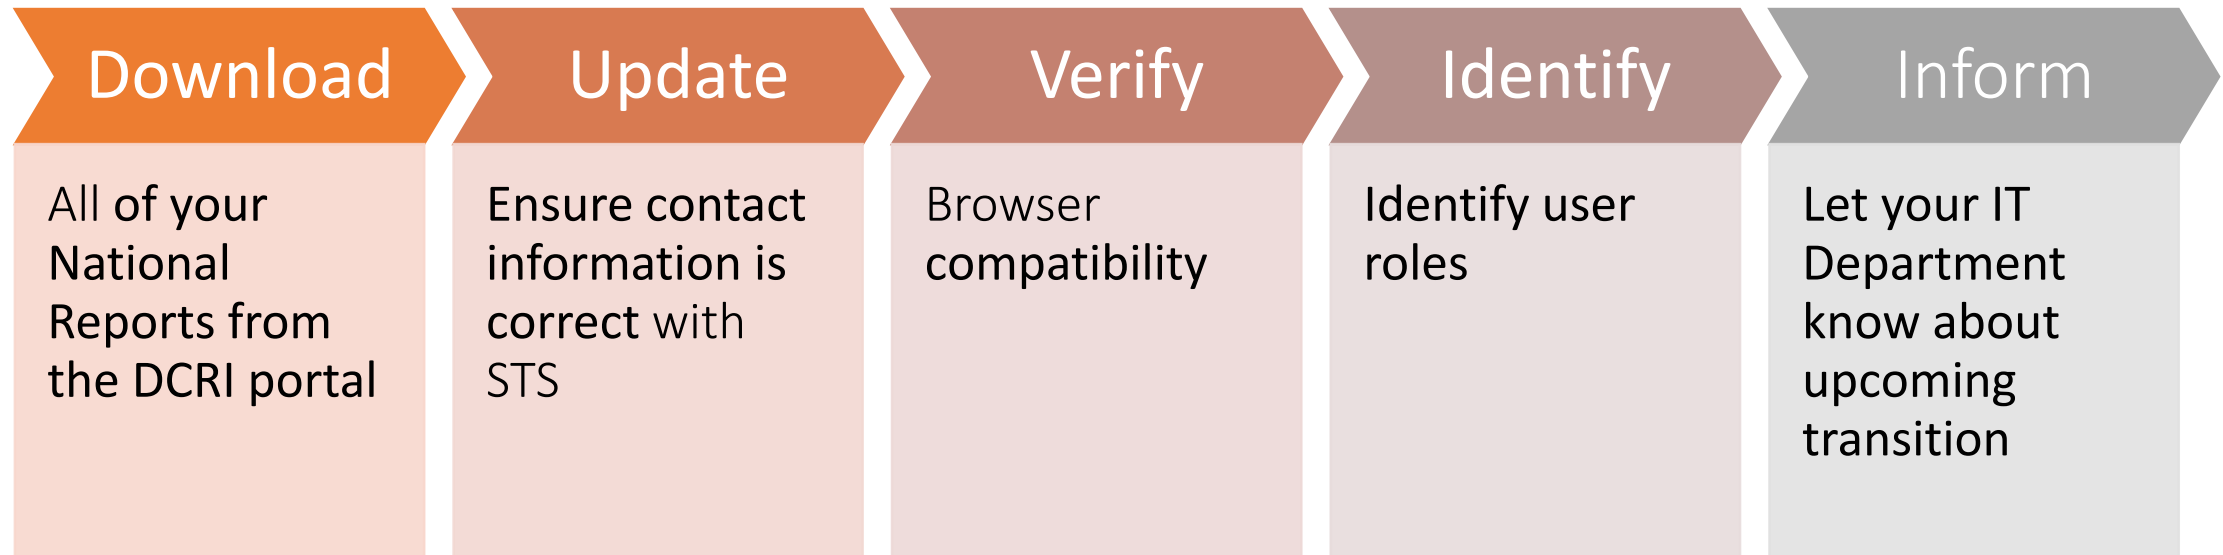 Download
All of your
National
Reports from
the DCRI portal
Update
Ensure contact
information is
correct with
STS
Verify
Browser
compatibility
Identify
Identify user
roles
Inform
Let your IT
Department
know about
upcoming
transition